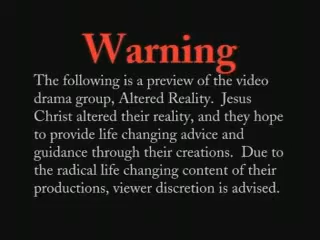 Warning
The following is a preview of the video
drama group, Altered Reality.  Jesus
Christ altered their reality, and they hope
to provide life changing advice and
guidance through their creations.  Due to
the radical life changing content of their
productions, viewer discretion is advised.